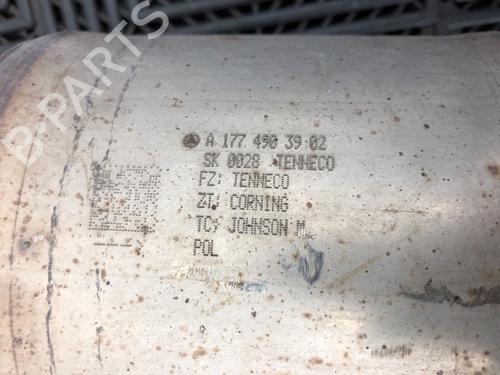 A 177 490 39 02
SK 0028 TENNECO
FZ: TENNECO
ZT: CORNING
TC: JOHNSON M.
POL
B-PARTS